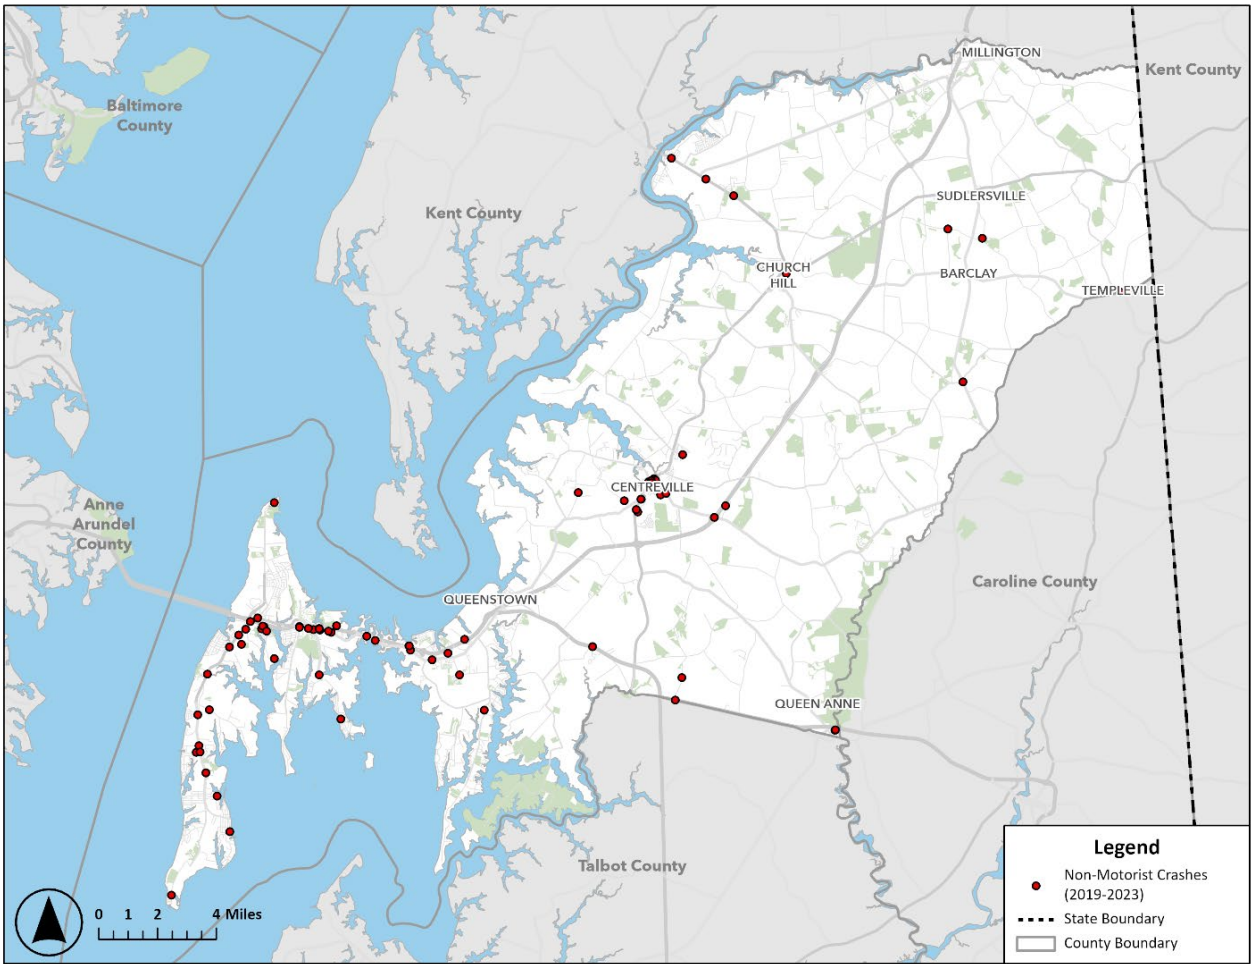 MILLINGTON
Kent County
Baltimore
County
SUDLERSVILLE
Kent County
CHURCH
HILL
BARCLAY
TEMPLEVILLE
CENTREVILLE
Anne
Arundel
County
Caroline County
QUEENSTOWN
QUEEN ANNE
Talbot County
Legend
Non-Motorist Crashes
(2019-2023)
State Boundary
County Boundary
0 1 2 4 Miles